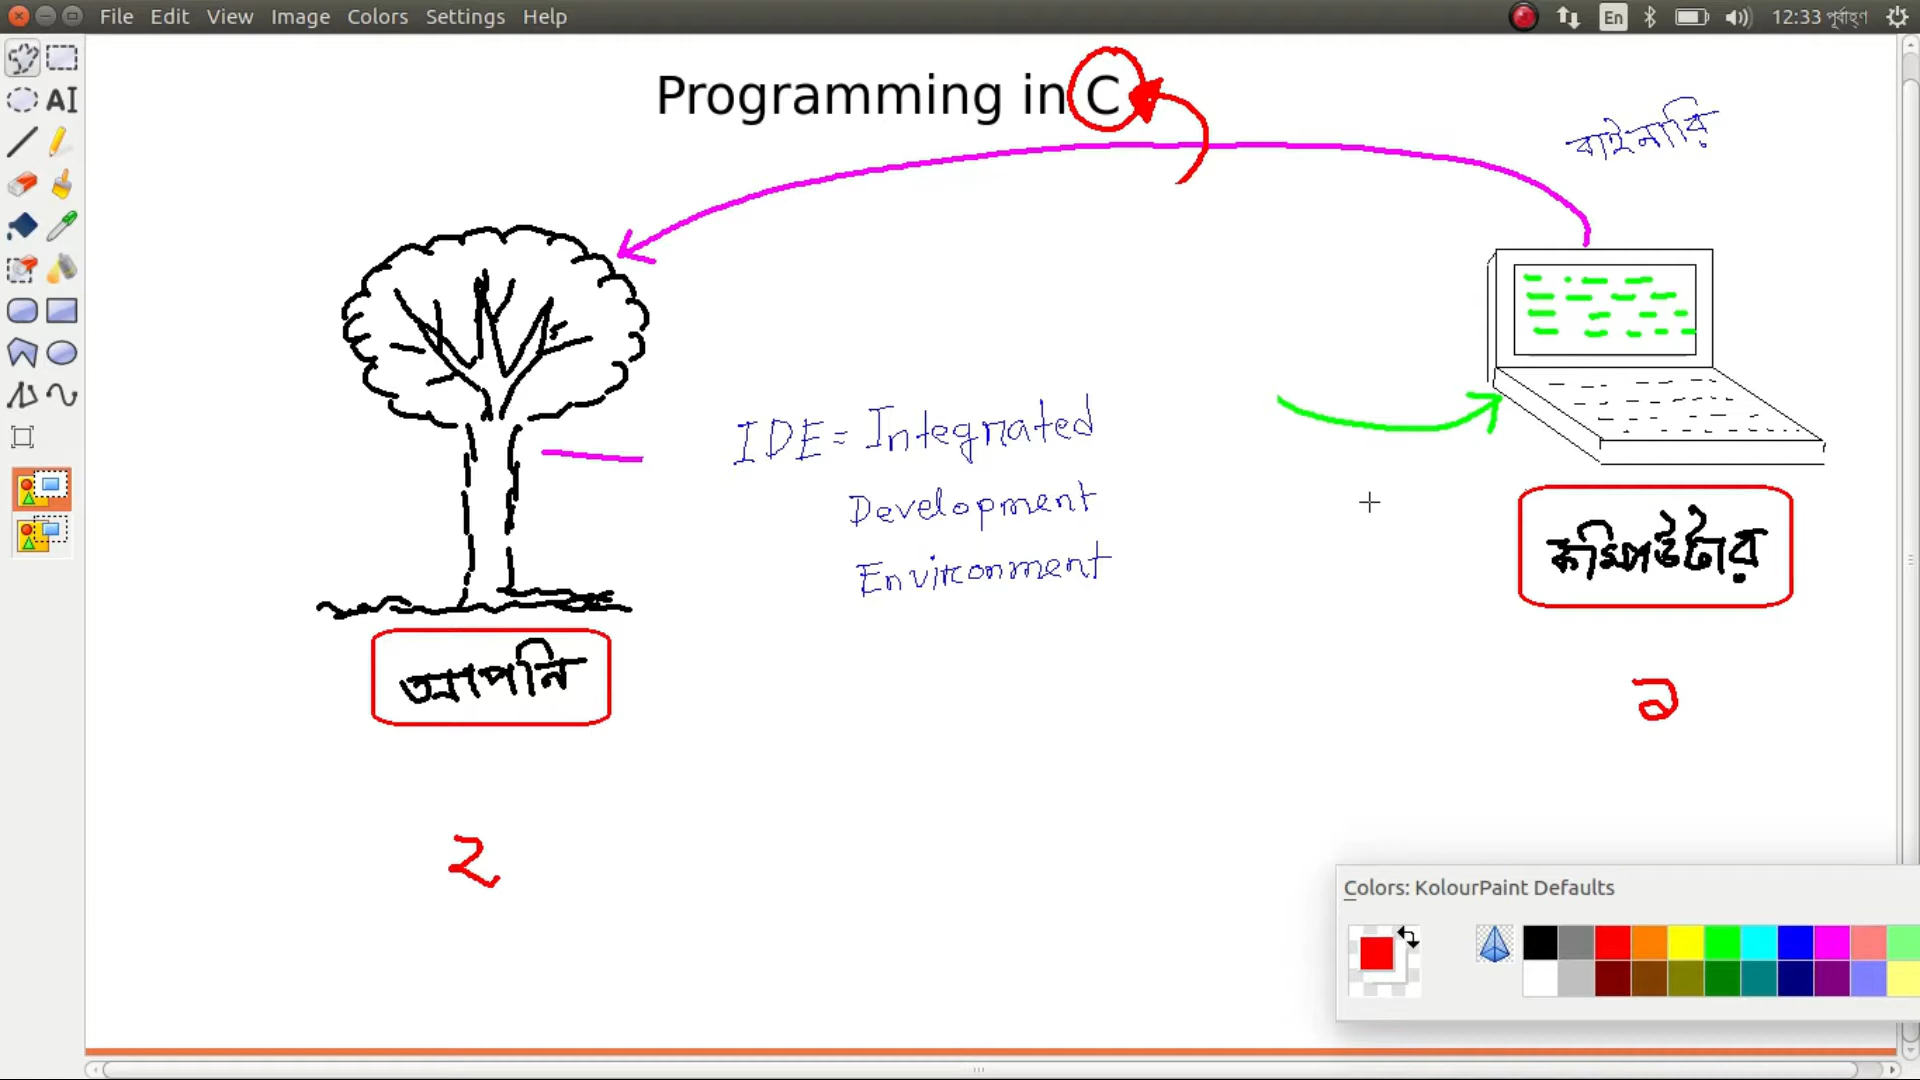 File Edit View Image Colors Settings Help
En 12:33 পূর্বাহ্ণ
Programming in C
বাইনারি
IDE = Integrated
Development
Environment
কম্পিউটার
আপনি
১
২
Colors: KolourPaint Defaults